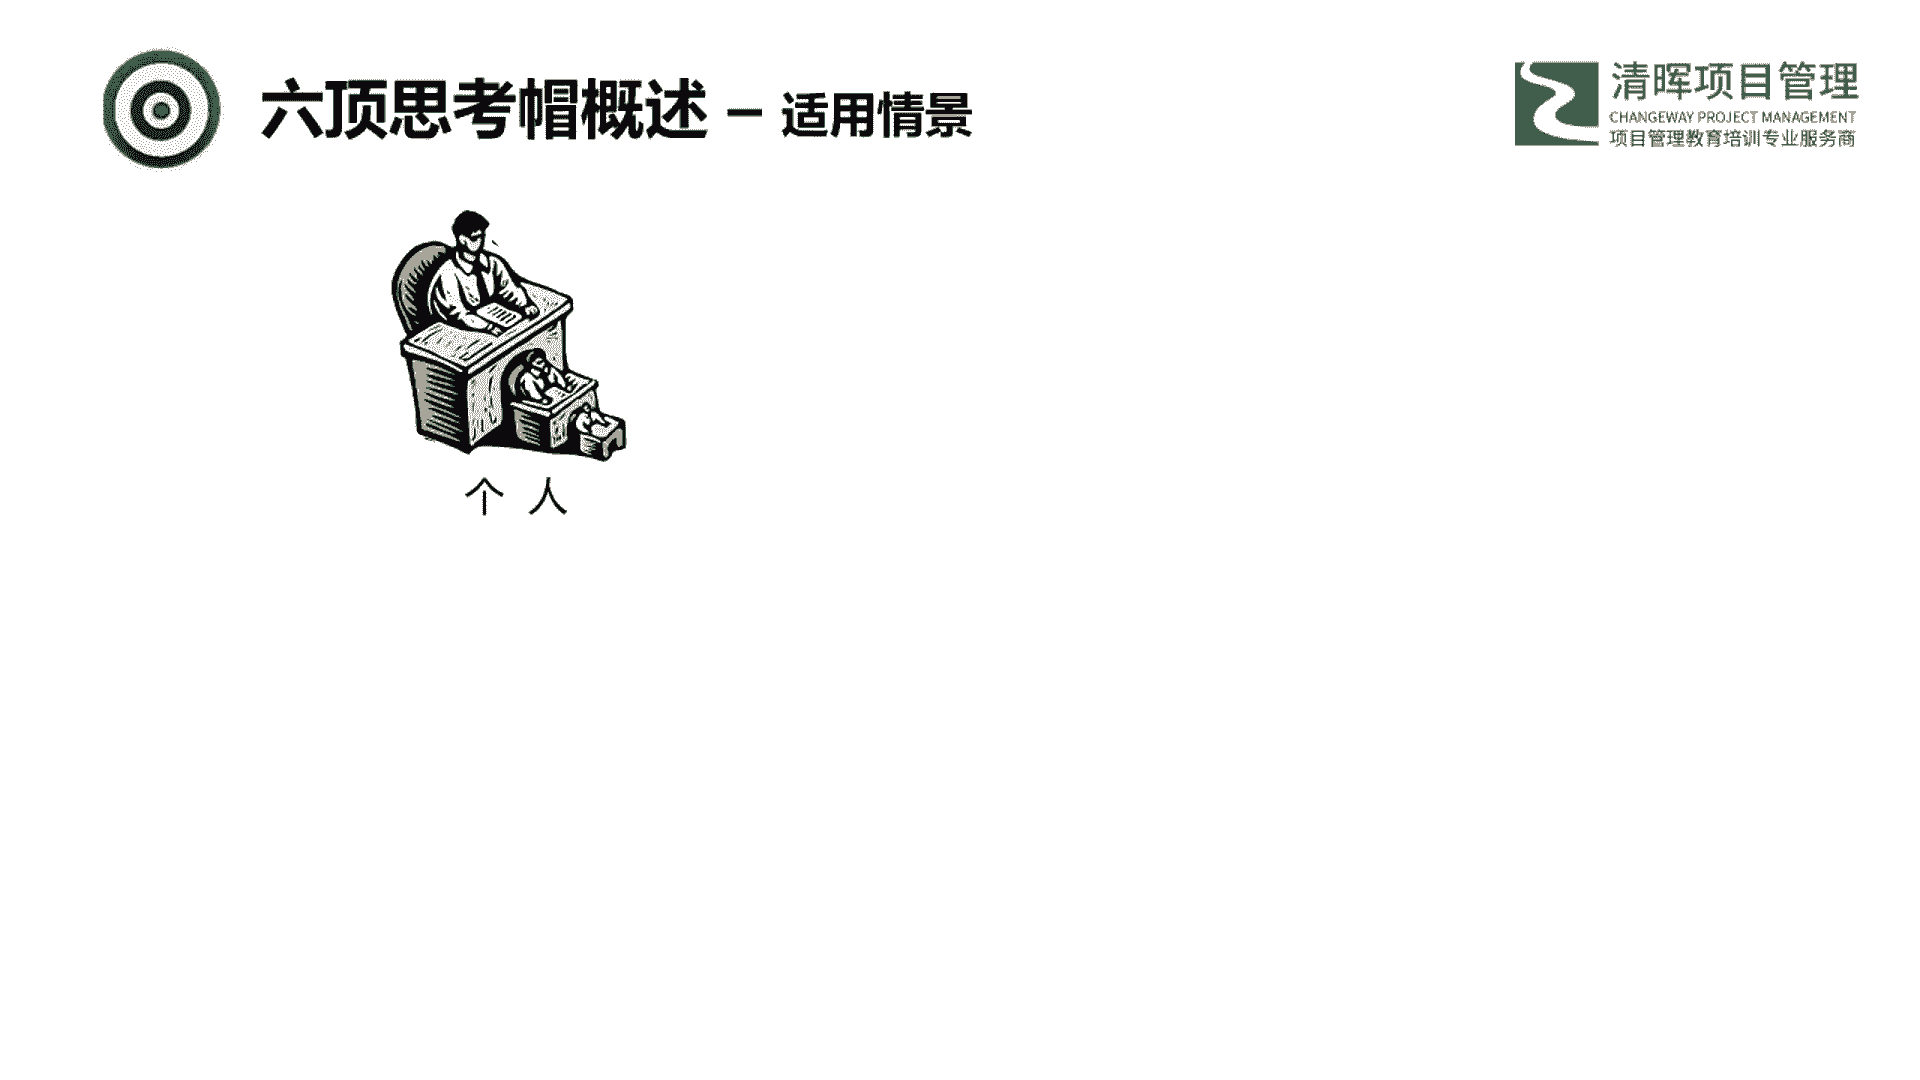 六顶思考帽概述 – 适用情景
清晖项目管理
CHANGEWAY PROJECT MANAGEMENT
项目管理教育培训专业服务商
个 人